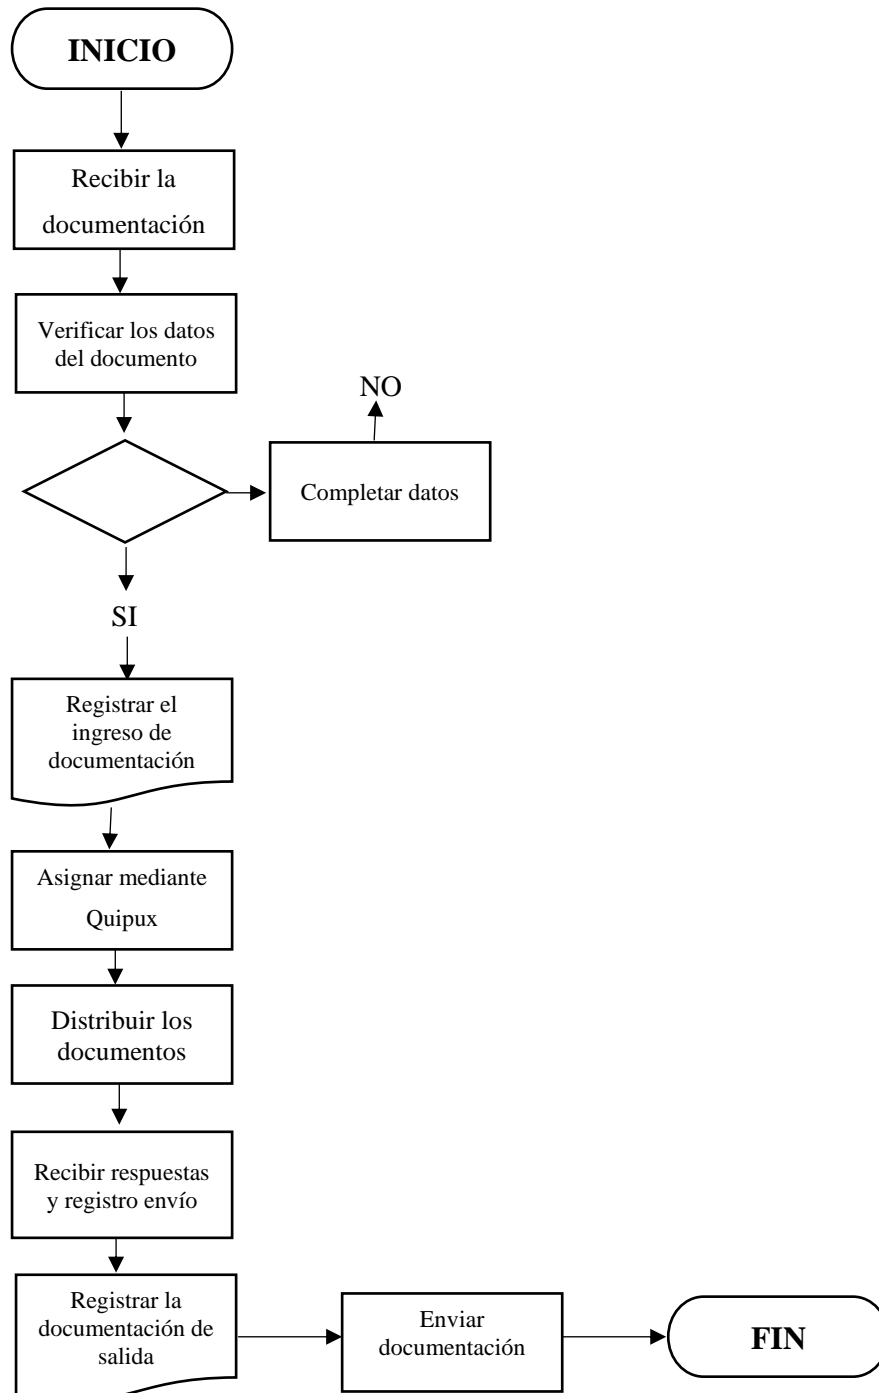 INICIO
Recibir la
documentación
Verificar los datos
del documento
NO
Completar datos
SI
Registrar el
ingreso de
documentación
Asignar mediante
Quipux
Distribuir los
documentos
Recibir respuestas
y registro envío
Registrar la
documentación de
salida
Enviar
documentación
FIN